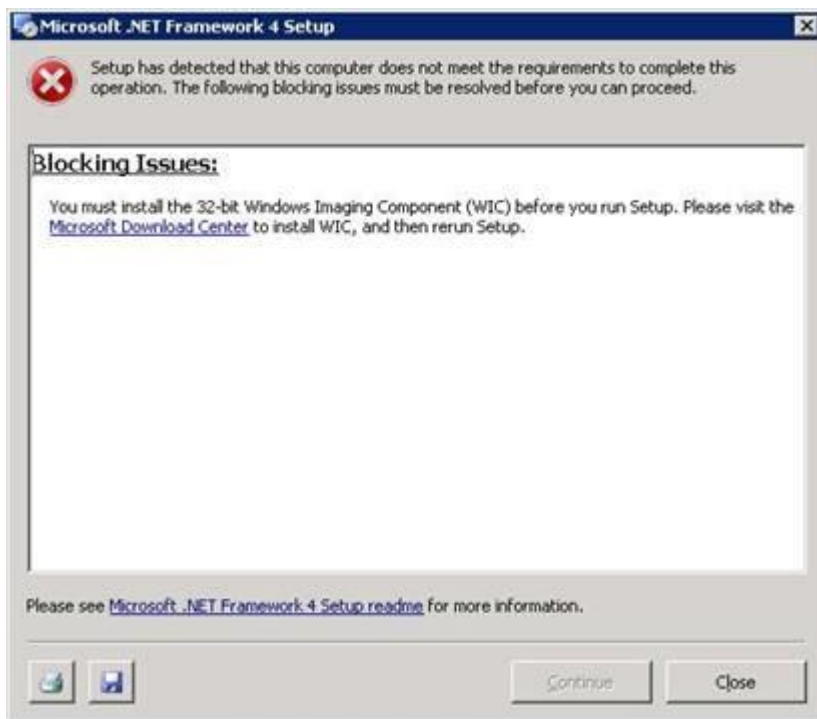 Microsoft .NET Framework 4 Setup
Setup has detected that this computer does not meet the requirements to complete this
operation. The following blocking issues must be resolved before you can proceed.
Blocking Issues:
You must install the 32-bit Windows Imaging Component (WIC) before you run Setup. Please visit the
Microsoft Download Center to install WIC, and then rerun Setup.
Please see Microsoft .NET Framework 4 Setup readme for more information.
Continue
Close